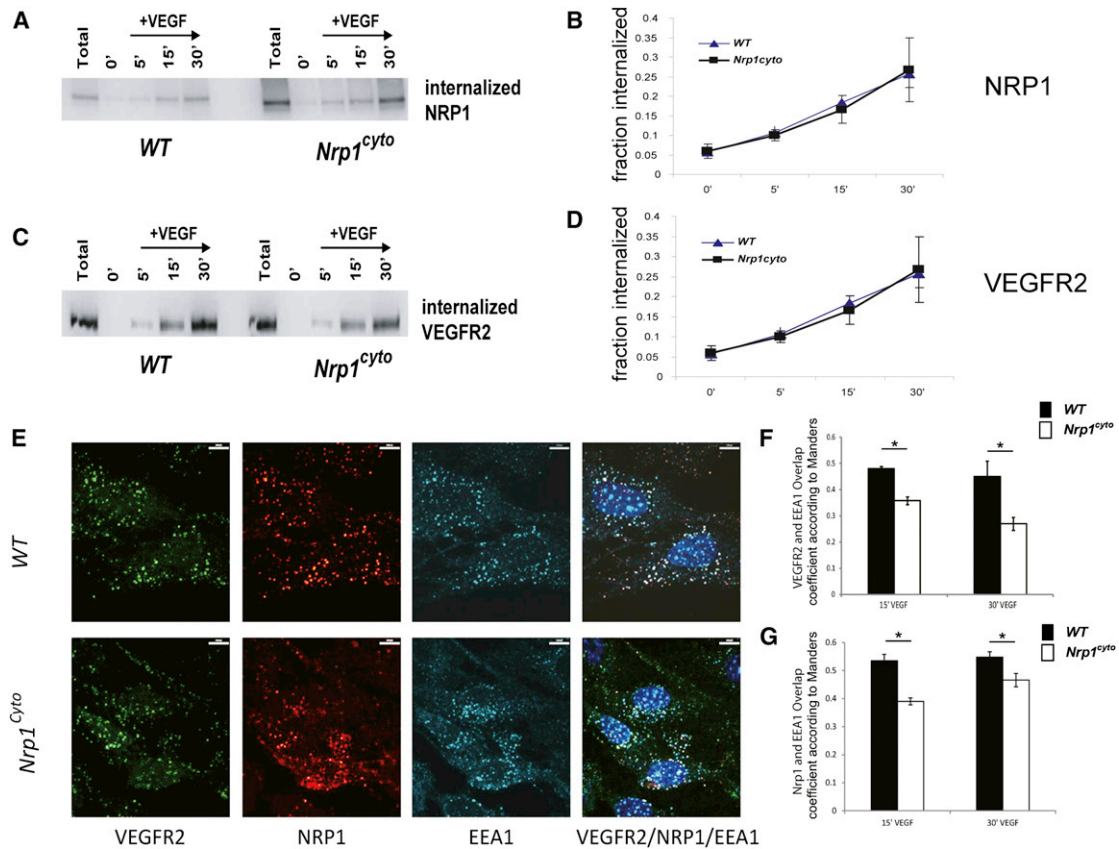 A
+VEGF
+VEGF
Total
0'
5'
15'
30'
Total
0'
5'
15'
30'
internalized
NRP1
WT
Nrp1cyto
B
fraction internalized
0.4
0.35
0.3
0.25
0.2
0.15
0.1
0.05
0
WT
Nrp1cyto
0'
5'
15'
30'
NRP1
C
+VEGF
+VEGF
Total
0'
5'
15'
30'
Total
0'
5'
15'
30'
internalized
VEGFR2
WT
Nrp1cyto
D
fraction internalized
0.4
0.35
0.3
0.25
0.2
0.15
0.1
0.05
0
WT
Nrp1cyto
0'
5'
15'
30'
VEGFR2
E
WT
Nrp1Cyto
VEGFR2
NRP1
EEA1
VEGFR2/NRP1/EEA1
F
WT
Nrp1cyto
VEGFR2 and EEA1 Overlap
coefficient according to Manders
0.6
0.5
0.4
0.3
0.2
0.1
0
*
*
15' VEGF
30' VEGF
G
WT
Nrp1cyto
Nrp1 and EEA1 Overlap
coefficient according to Manders
0.6
0.5
0.4
0.3
0.2
0.1
0
*
*
15' VEGF
30' VEGF